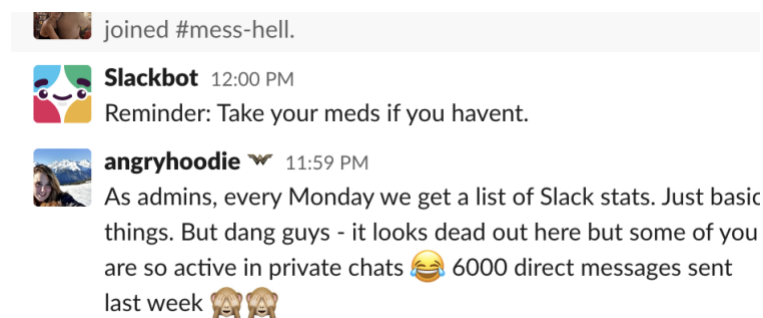 joined #mess-hell.
Slackbot 12:00 PM
Reminder: Take your meds if you havent.
angryhoodie 11:59 PM
As admins, every Monday we get a list of Slack stats. Just basic
things. But dang guys - it looks dead out here but some of you
are so active in private chats 😂 6000 direct messages sent
last week 🙈🙈